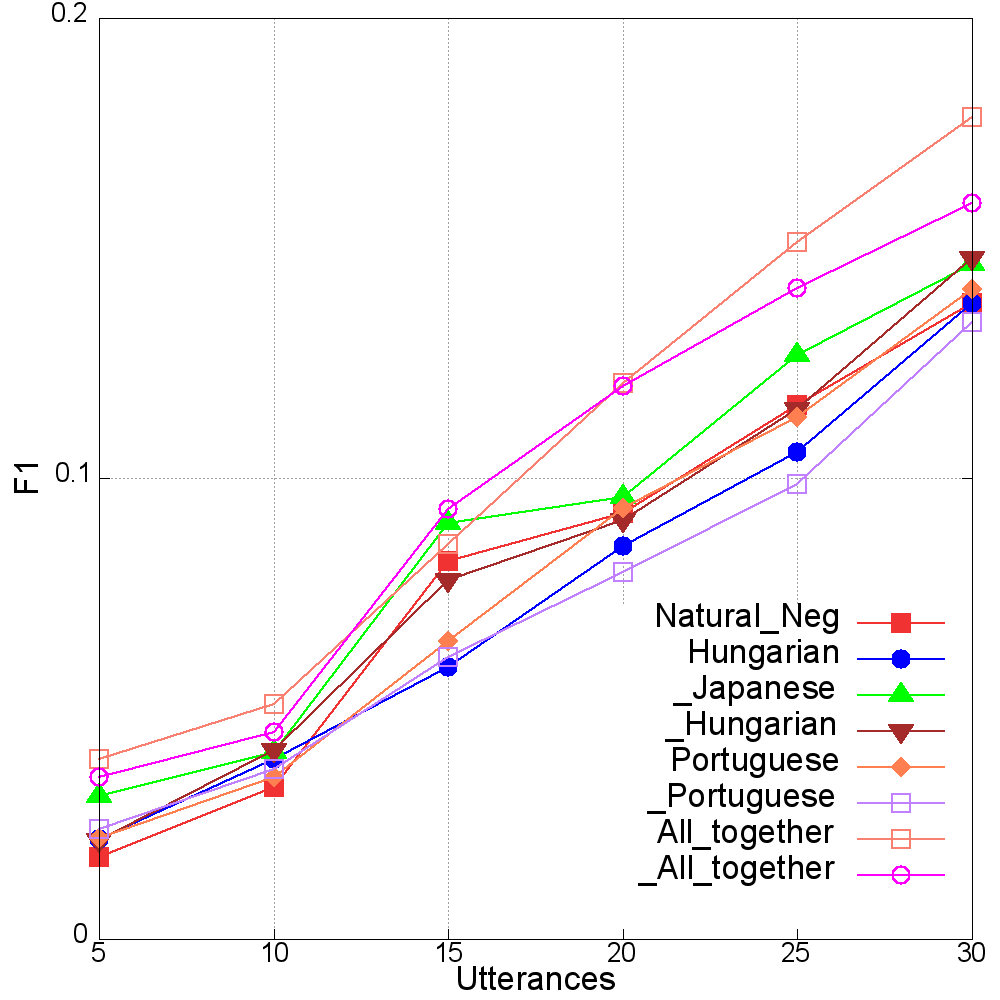 0.2
0.1
0
F1
5 10 15 20 25 30
Utterances
Natural_Neg
Hungarian
_Japanese
_Hungarian
Portuguese
_Portuguese
All_together
_All_together